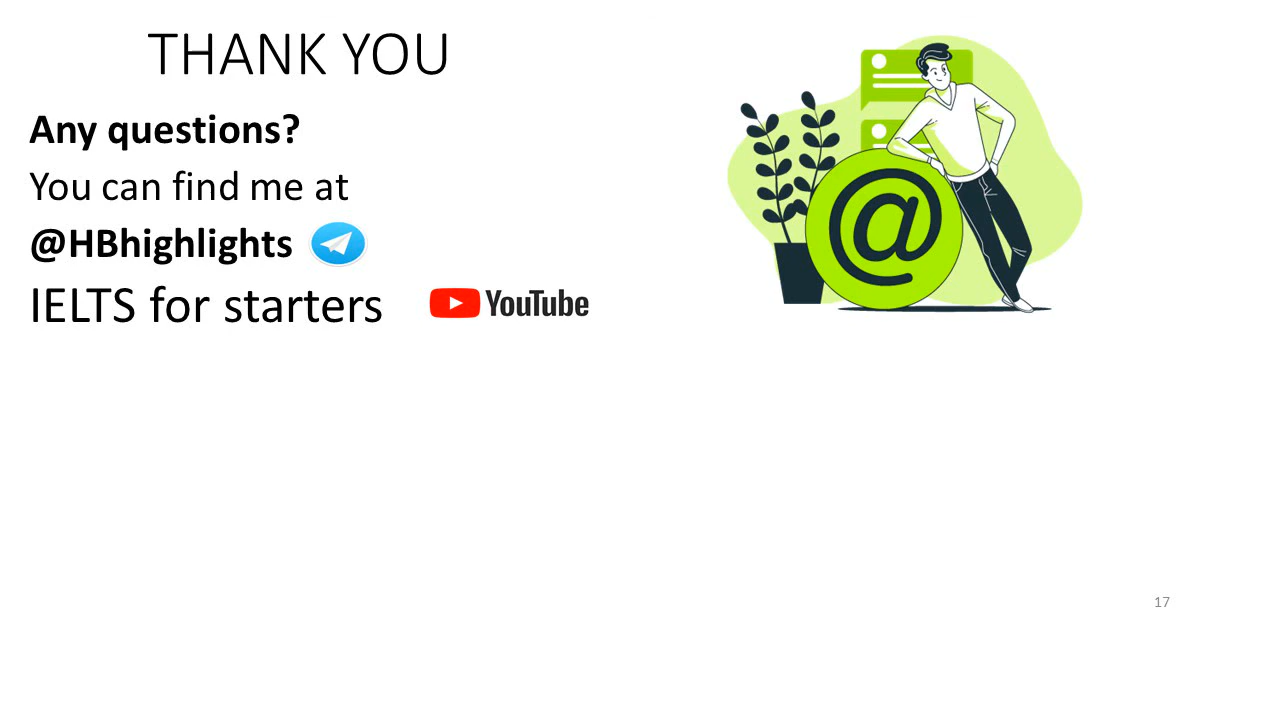 THANK YOU
Any questions?
You can find me at
@HBhighlights
IELTS for starters YouTube
@
17